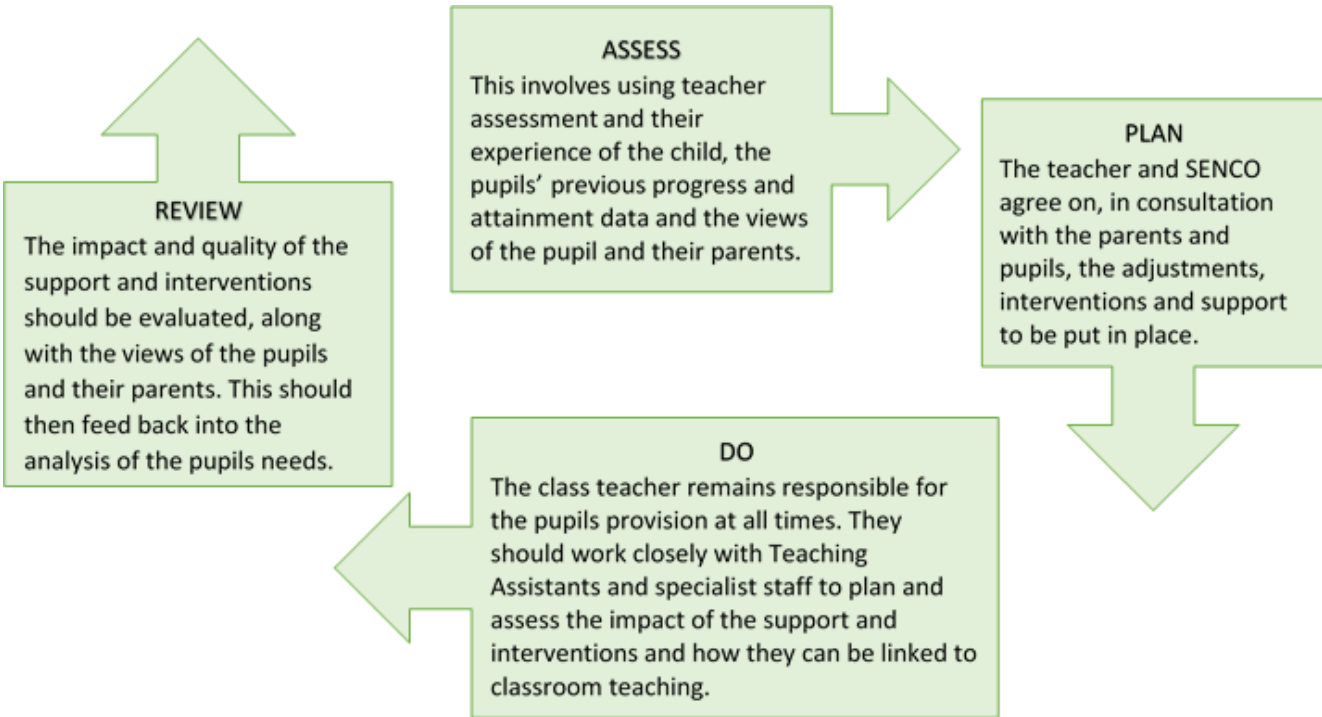 ASSESS
This involves using teacher
assessment and their
experience of the child, the
pupils’ previous progress and
attainment data and the views
of the pupil and their parents.
PLAN
The teacher and SENCO
agree on, in consultation
with the parents and
pupils, the adjustments,
interventions and support
to be put in place.
DO
The class teacher remains responsible for
the pupils provision at all times. They
should work closely with Teaching
Assistants and specialist staff to plan and
assess the impact of the support and
interventions and how they can be linked to
classroom teaching.
REVIEW
The impact and quality of the
support and interventions
should be evaluated, along
with the views of the pupils
and their parents. This should
then feed back into the
analysis of the pupils needs.